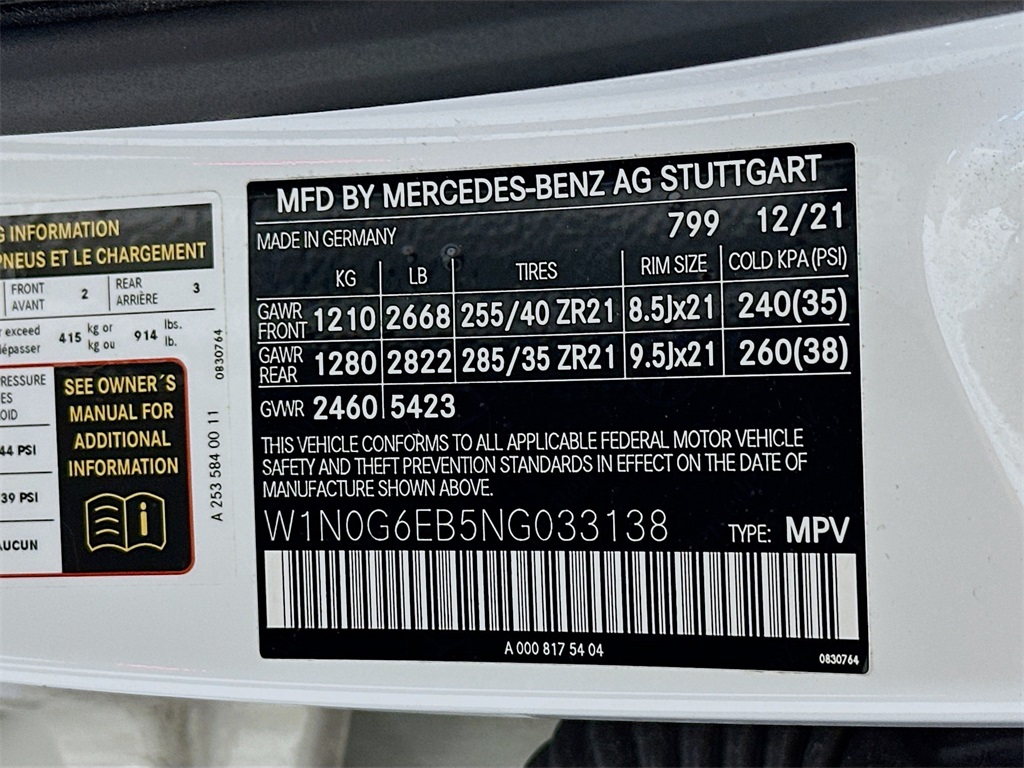 G INFORMATION
PNEUS ET LE CHARGEMENT
FRONT
AVANT
2
REAR
ARRIÈRE
3
exceed
dépasser
415 kg or
kg ou
914 lbs.
lb.
0830764
RESSURE
ES
OID
44 PSI
39 PSI
AUCUN
SEE OWNER´S
MANUAL FOR
ADDITIONAL
INFORMATION
A 253 584 00 11
MFD BY MERCEDES-BENZ AG STUTTGART
MADE IN GERMANY 799 12/21
KG LB TIRES RIM SIZE COLD KPA (PSI)
GAWR FRONT 1210 2668 255/40 ZR21 8.5Jx21 240(35)
GAWR REAR 1280 2822 285/35 ZR21 9.5Jx21 260(38)
GVWR 2460 5423
THIS VEHICLE CONFORMS TO ALL APPLICABLE FEDERAL MOTOR VEHICLE
SAFETY AND THEFT PREVENTION STANDARDS IN EFFECT ON THE DATE OF
MANUFACTURE SHOWN ABOVE.
W1N0G6EB5NG033138 TYPE: MPV
A 000 817 54 04
0830764